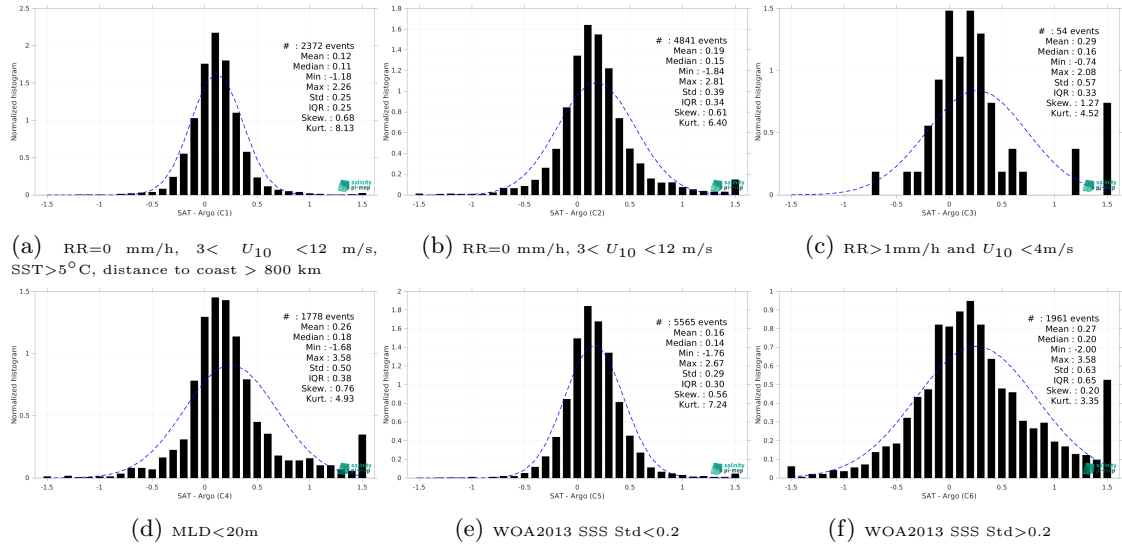 2.5
2
1.5
1
0.5
0
Normalized histogram
# : 2372 events
Mean : 0.12
Median : 0.11
Min : -1.18
Max : 2.26
Std : 0.25
IQR : 0.25
Skew. : 0.68
Kurt. : 8.13
salinity
pi-mep
-1.5 -1 -0.5 0 0.5 1 1.5
SAT - Argo (C1)
(a) RR=0 mm/h, 3< U10 <12 m/s,
SST>5°C, distance to coast > 800 km
1.8
1.6
1.4
1.2
1
0.8
0.6
0.4
0.2
0
Normalized histogram
# : 4841 events
Mean : 0.19
Median : 0.15
Min : -1.84
Max : 2.81
Std : 0.39
IQR : 0.34
Skew. : 0.61
Kurt. : 6.40
salinity
pi-mep
-1.5 -1 -0.5 0 0.5 1 1.5
SAT - Argo (C2)
(b) RR=0 mm/h, 3< U10 <12 m/s
1.5
1
0.5
0
Normalized histogram
# : 54 events
Mean : 0.29
Median : 0.16
Min : -0.74
Max : 2.08
Std : 0.57
IQR : 0.33
Skew. : 1.27
Kurt. : 4.52
salinity
pi-mep
-1.5 -1 -0.5 0 0.5 1 1.5
SAT - Argo (C3)
(c) RR>1mm/h and U10 <4m/s
1.5
1
0.5
0
Normalized histogram
# : 1778 events
Mean : 0.26
Median : 0.18
Min : -1.68
Max : 3.58
Std : 0.50
IQR : 0.38
Skew. : 0.76
Kurt. : 4.93
salinity
pi-mep
-1.5 -1 -0.5 0 0.5 1 1.5
SAT - Argo (C4)
(d) MLD<20m
2
1.8
1.6
1.4
1.2
1
0.8
0.6
0.4
0.2
0
Normalized histogram
# : 5565 events
Mean : 0.16
Median : 0.14
Min : -1.76
Max : 2.67
Std : 0.29
IQR : 0.30
Skew. : 0.56
Kurt. : 7.24
salinity
pi-mep
-1.5 -1 -0.5 0 0.5 1 1.5
SAT - Argo (C5)
(e) WOA2013 SSS Std<0.2
1
0.9
0.8
0.7
0.6
0.5
0.4
0.3
0.2
0.1
0
Normalized histogram
# : 1961 events
Mean : 0.27
Median : 0.20
Min : -2.00
Max : 3.58
Std : 0.63
IQR : 0.65
Skew. : 0.20
Kurt. : 3.35
salinity
pi-mep
-1.5 -1 -0.5 0 0.5 1 1.5
SAT - Argo (C6)
(f) WOA2013 SSS Std>0.2